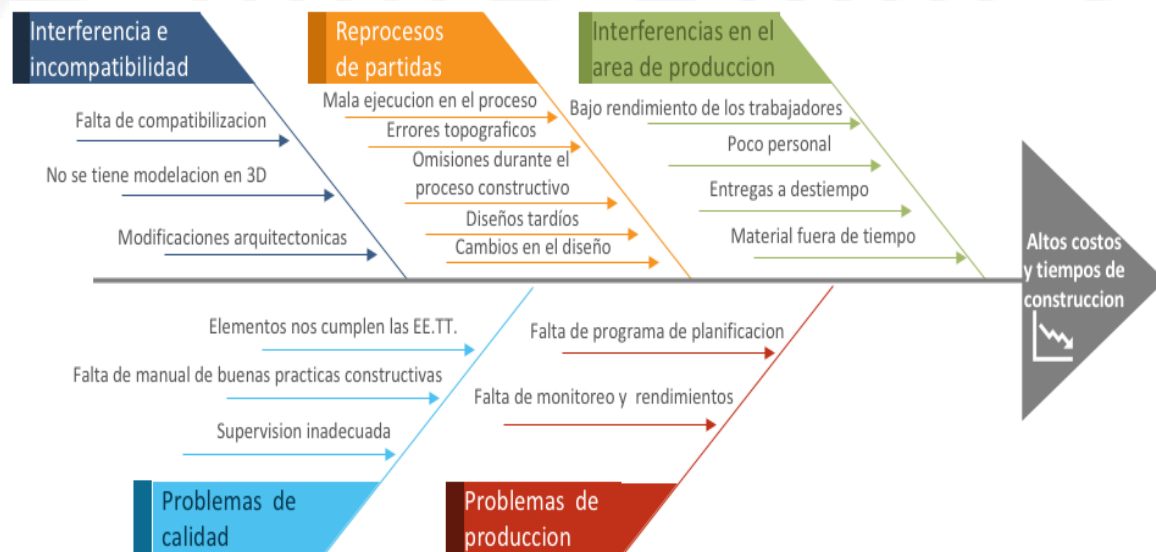 Interferencia e
incompatibilidad
Falta de compatibilizacion
No se tiene modelacion en 3D
Modificaciones arquitectonicas
Reprocesos
de partidas
Mala ejecucion en el proceso
Errores topograficos
Omisiones durante el
proceso constructivo
Diseños tardíos
Cambios en el diseño
Interferencias en el
area de produccion
Bajo rendimiento de los trabajadores
Poco personal
Entregas a destiempo
Material fuera de tiempo
Altos costos
y tiempos de
construccion
Elementos nos cumplen las EE.TT.
Falta de manual de buenas practicas constructivas
Supervision inadecuada
Problemas de
calidad
Falta de programa de planificacion
Falta de monitoreo y rendimientos
Problemas de
produccion